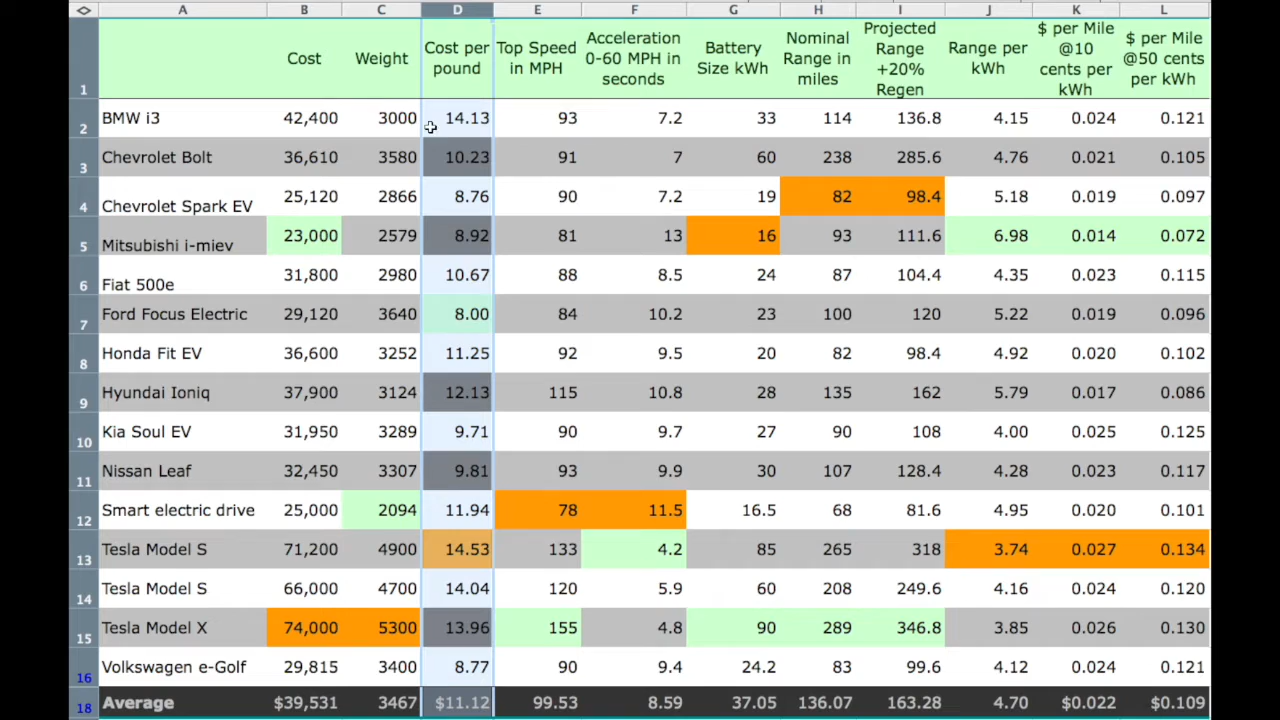 A B C D E F G H I J K L
1 Cost Weight Cost per pound Top Speed in MPH Acceleration 0-60 MPH in seconds Battery Size kWh Nominal Range in miles Projected Range +20% Regen Range per kWh $ per Mile @10 cents per kWh $ per Mile @50 cents per kWh
2 BMW i3 42,400 3000 14.13 93 7.2 33 114 136.8 4.15 0.024 0.121
3 Chevrolet Bolt 36,610 3580 10.23 91 7 60 238 285.6 4.76 0.021 0.105
4 Chevrolet Spark EV 25,120 2866 8.76 90 7.2 19 82 98.4 5.18 0.019 0.097
5 Mitsubishi i-miev 23,000 2579 8.92 81 13 16 93 111.6 6.98 0.014 0.072
6 Fiat 500e 31,800 2980 10.67 88 8.5 24 87 104.4 4.35 0.023 0.115
7 Ford Focus Electric 29,120 3640 8.00 84 10.2 23 100 120 5.22 0.019 0.096
8 Honda Fit EV 36,600 3252 11.25 92 9.5 20 82 98.4 4.92 0.020 0.102
9 Hyundai Ioniq 37,900 3124 12.13 115 10.8 28 135 162 5.79 0.017 0.086
10 Kia Soul EV 31,950 3289 9.71 90 9.7 27 90 108 4.00 0.025 0.125
11 Nissan Leaf 32,450 3307 9.81 93 9.9 30 107 128.4 4.28 0.023 0.117
12 Smart electric drive 25,000 2094 11.94 78 11.5 16.5 68 81.6 4.95 0.020 0.101
13 Tesla Model S 71,200 4900 14.53 133 4.2 85 265 318 3.74 0.027 0.134
14 Tesla Model S 66,000 4700 14.04 120 5.9 60 208 249.6 4.16 0.024 0.120
15 Tesla Model X 74,000 5300 13.96 155 4.8 90 289 346.8 3.85 0.026 0.130
16 Volkswagen e-Golf 29,815 3400 8.77 90 9.4 24.2 83 99.6 4.12 0.024 0.121
18 Average $39,531 3467 $11.12 99.53 8.59 37.05 136.07 163.28 4.70 $0.022 $0.109